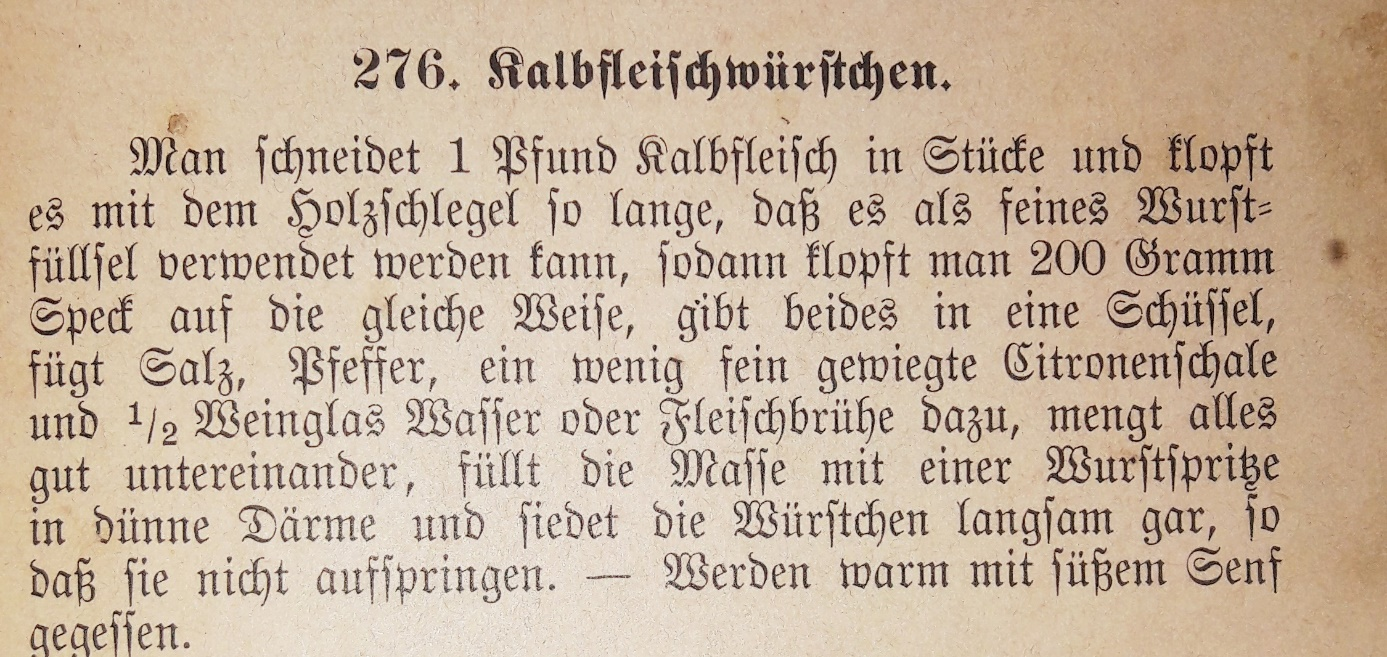 276. Kalbfleischwürstchen.
Man schneidet 1 Pfund Kalbfleisch in Stücke und klopft
es mit dem Holzschlegel so lange, daß es als feines Wurst-
füllsel verwendet werden kann, sodann klopft man 200 Gramm
Speck auf die gleiche Weise, gibt beides in eine Schüssel,
fügt Salz, Pfeffer, ein wenig fein gewiegte Citronenschale
und 1/2 Weinglas Wasser oder Fleischbrühe dazu, mengt alles
gut untereinander, füllt die Masse mit einer Wurstspritze
in dünne Därme und siedet die Würstchen langsam gar, so
daß sie nicht aufspringen. — Werden warm mit süßem Senf
gegessen.